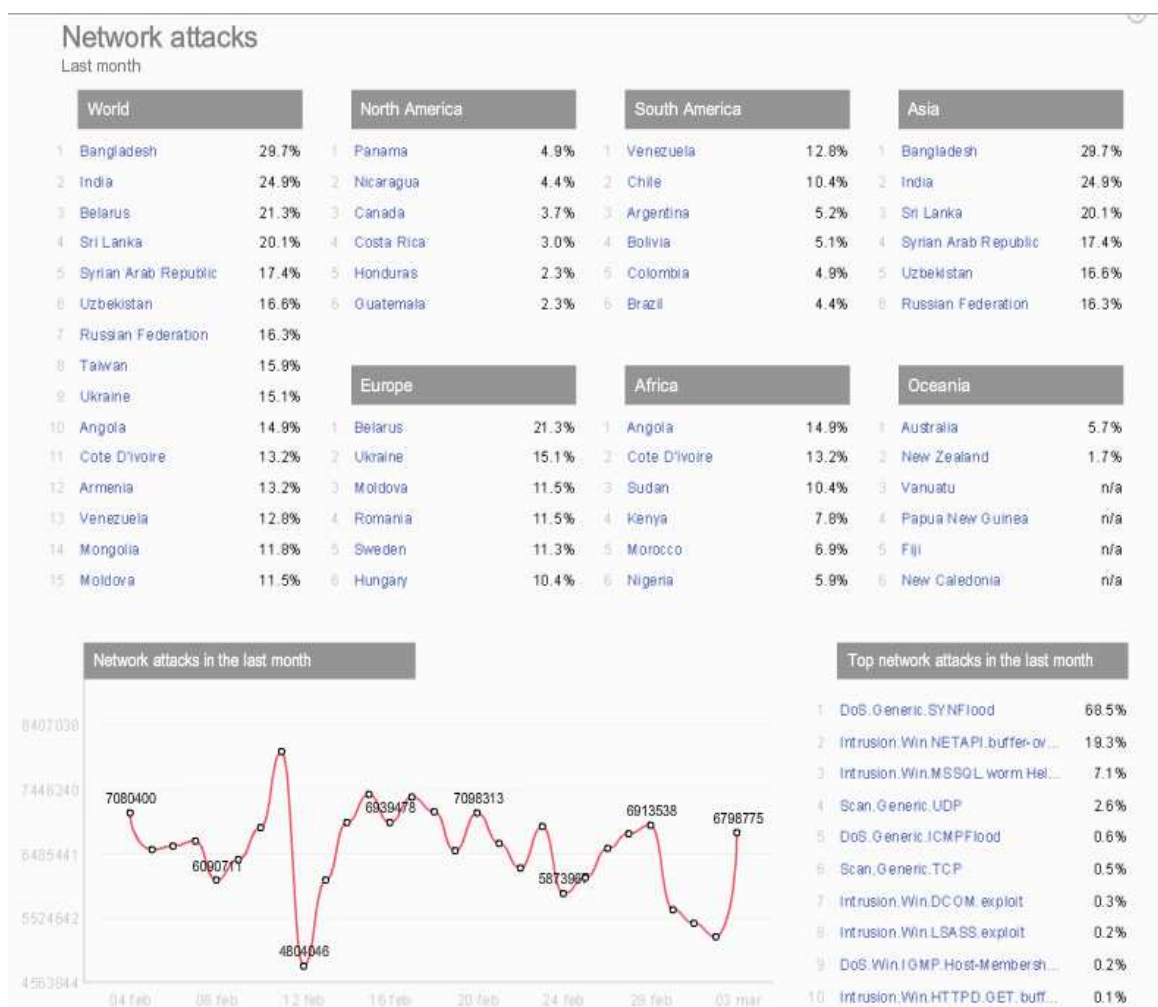 Network attacks
Last month
World
1 Bangladesh 29.7%
2 India 24.9%
3 Belarus 21.3%
4 Sri Lanka 20.1%
5 Syrian Arab Republic 17.4%
6 Uzbekistan 16.6%
7 Russian Federation 16.3%
8 Taiwan 15.9%
9 Ukraine 15.1%
10 Angola 14.9%
11 Cote D'Ivoire 13.2%
12 Armenia 13.2%
13 Venezuela 12.8%
14 Mongolia 11.8%
15 Moldova 11.5%
North America
1 Panama 4.9%
2 Nicaragua 4.4%
3 Canada 3.7%
4 Costa Rica 3.0%
5 Honduras 2.3%
6 Guatemala 2.3%
South America
1 Venezuela 12.8%
2 Chile 10.4%
3 Argentina 5.2%
4 Bolivia 5.1%
5 Colombia 4.9%
6 Brazil 4.4%
Asia
1 Bangladesh 29.7%
2 India 24.9%
3 Sri Lanka 20.1%
4 Syrian Arab Republic 17.4%
5 Uzbekistan 16.6%
6 Russian Federation 16.3%
Europe
1 Belarus 21.3%
2 Ukraine 15.1%
3 Moldova 11.5%
4 Romania 11.5%
5 Sweden 11.3%
6 Hungary 10.4%
Africa
1 Angola 14.9%
2 Cote D'Ivoire 13.2%
3 Sudan 10.4%
4 Kenya 7.8%
5 Morocco 6.9%
6 Nigeria 5.9%
Oceania
1 Australia 5.7%
2 New Zealand 1.7%
3 Vanuatu n/a
4 Papua New Guinea n/a
5 Fiji n/a
6 New Caledonia n/a
Network attacks in the last month
8407038
7446240
6485441
5524642
4563844
7080400
6090711
4804046
6939478
7098313
6913538
6798775
04 feb 08 feb 12 feb 16 feb 20 feb 24 feb 28 feb 03 mar
Top network attacks in the last month
1 DoS.Generic.SYNFlood 68.5%
2 Intrusion.Win.NETAPI.buffer-ov... 19.3%
3 Intrusion.Win.MSSQL.worm.Hel... 7.1%
4 Scan.Generic.UDP 2.6%
5 DoS.Generic.ICMPFlood 0.6%
6 Scan.Generic.TCP 0.5%
7 Intrusion.Win.DCOM.exploit 0.3%
8 Intrusion.Win.LSASS.exploit 0.2%
9 DoS.Win.IGMP.Host-Membersh... 0.2%
10 Intrusion.Win.HTTPD.GET.buff... 0.1%